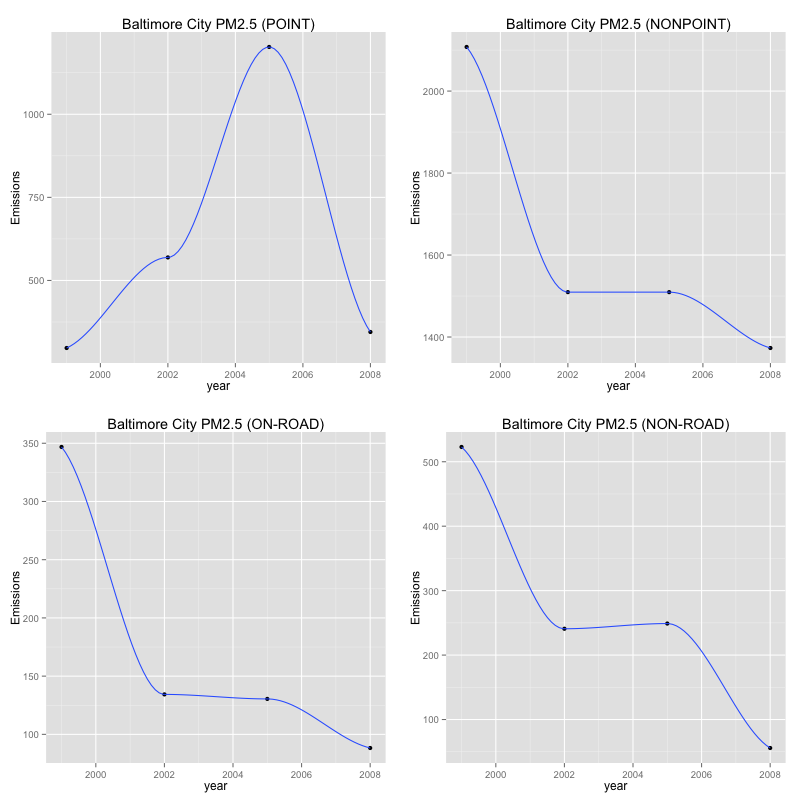 Baltimore City PM2.5 (POINT)
1000
750
500
Emissions
2000 2002 2004 2006 2008
year
Baltimore City PM2.5 (NONPOINT)
2000
1800
1600
1400
Emissions
2000 2002 2004 2006 2008
year
Baltimore City PM2.5 (ON-ROAD)
350
300
250
200
150
100
Emissions
2000 2002 2004 2006 2008
year
Baltimore City PM2.5 (NON-ROAD)
500
400
300
200
100
Emissions
2000 2002 2004 2006 2008
year